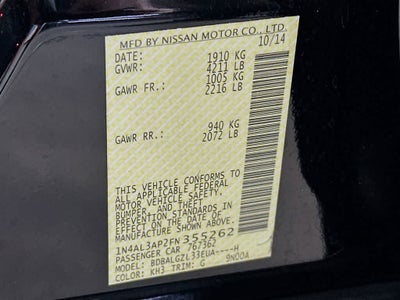 MFD BY NISSAN MOTOR CO., LTD.
DATE: 10/14
GVWR: 1910 KG
4211 LB
GAWR FR.: 1005 KG
2216 LB
GAWR RR.: 940 KG
2072 LB
THIS VEHICLE CONFORMS TO
ALL APPLICABLE FEDERAL
MOTOR VEHICLE SAFETY,
BUMPER, AND THEFT
PREVENTION STANDARDS IN
EFFECT ON THE DATE OF
MANUFACTURE SHOWN ABOVE.
1N4AL3AP2FN355262
PASSENGER CAR 767362
MODEL: BDBALGZL33EUA----H
COLOR: KH3 TRIM: G 9N00A